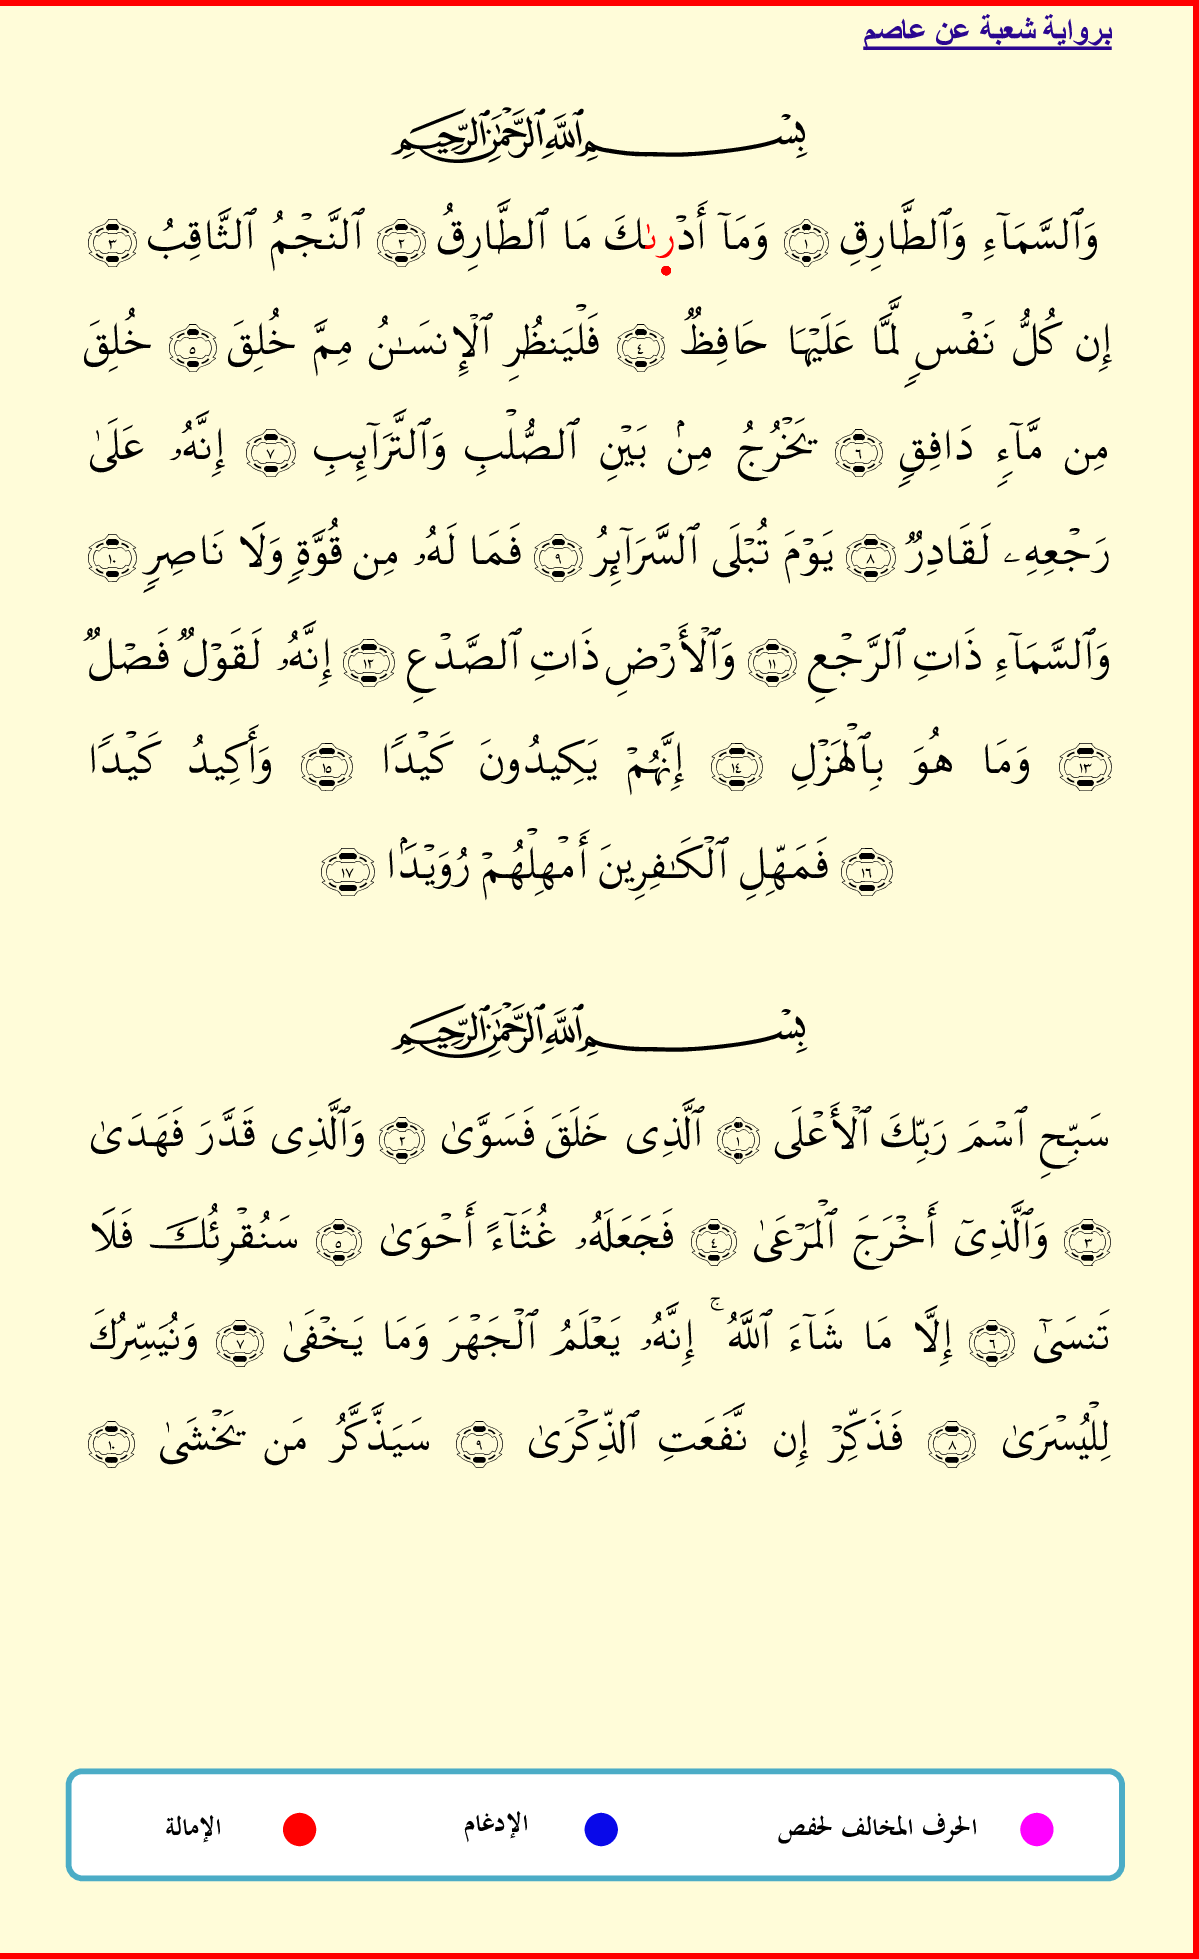 برواية شعبة عن عاصم
بِسْمِ ٱللَّهِ ٱلرَّحْمَٰنِ ٱلرَّحِيمِ
وَٱلسَّمَآءِ وَٱلطَّارِقِ ١ وَمَآ أَدْرىٰكَ مَا ٱلطَّارِقُ ٢ ٱلنَّجْمُ ٱلثَّاقِبُ ٣
إِن كُلُّ نَفْسٍ لَّمَّا عَلَيْهَا حَافِظٌ ٤ فَلْيَنظُرِ ٱلْإِنسَٰنُ مِمَّ خُلِقَ ٥ خُلِقَ
مِن مَّآءٍ دَافِقٍ ٦ يَخْرُجُ مِنۢ بَيْنِ ٱلصُّلْبِ وَٱلتَّرَآئِبِ ٧ إِنَّهُۥ عَلَىٰ
رَجْعِهِۦ لَقَادِرٌ ٨ يَوْمَ تُبْلَى ٱلسَّرَآئِرُ ٩ فَمَا لَهُۥ مِن قُوَّةٍ وَلَا نَاصِرٍ ١٠
وَٱلسَّمَآءِ ذَاتِ ٱلرَّجْعِ ١١ وَٱلْأَرْضِ ذَاتِ ٱلصَّدْعِ ١٢ إِنَّهُۥ لَقَوْلٌ فَصْلٌ
١٣ وَمَا هُوَ بِٱلْهَزْلِ ١٤ إِنَّهُمْ يَكِيدُونَ كَيْدًا ١٥ وَأَكِيدُ كَيْدًا
١٦ فَمَهِّلِ ٱلْكَٰفِرِينَ أَمْهِلْهُمْ رُوَيْدَۢا ١٧
بِسْمِ ٱللَّهِ ٱلرَّحْمَٰنِ ٱلرَّحِيمِ
سَبِّحِ ٱسْمَ رَبِّكَ ٱلْأَعْلَى ١ ٱلَّذِى خَلَقَ فَسَوَّىٰ ٢ وَٱلَّذِى قَدَّرَ فَهَدَىٰ
٣ وَٱلَّذِىٓ أَخْرَجَ ٱلْمَرْعَىٰ ٤ فَجَعَلَهُۥ غُثَآءً أَحْوَىٰ ٥ سَنُقْرِئُكَ فَلَا
تَنسَىٰٓ ٦ إِلَّا مَا شَآءَ ٱللَّهُ ۚ إِنَّهُۥ يَعْلَمُ ٱلْجَهْرَ وَمَا يَخْفَىٰ ٧ وَنُيَسِّرُكَ
لِلْيُسْرَىٰ ٨ فَذَكِّرْ إِن نَّفَعَتِ ٱلذِّكْرَىٰ ٩ سَيَذَّكَّرُ مَن يَخْشَىٰ ١٠
الحرف المخالف لحفص الإدغام الإمالة